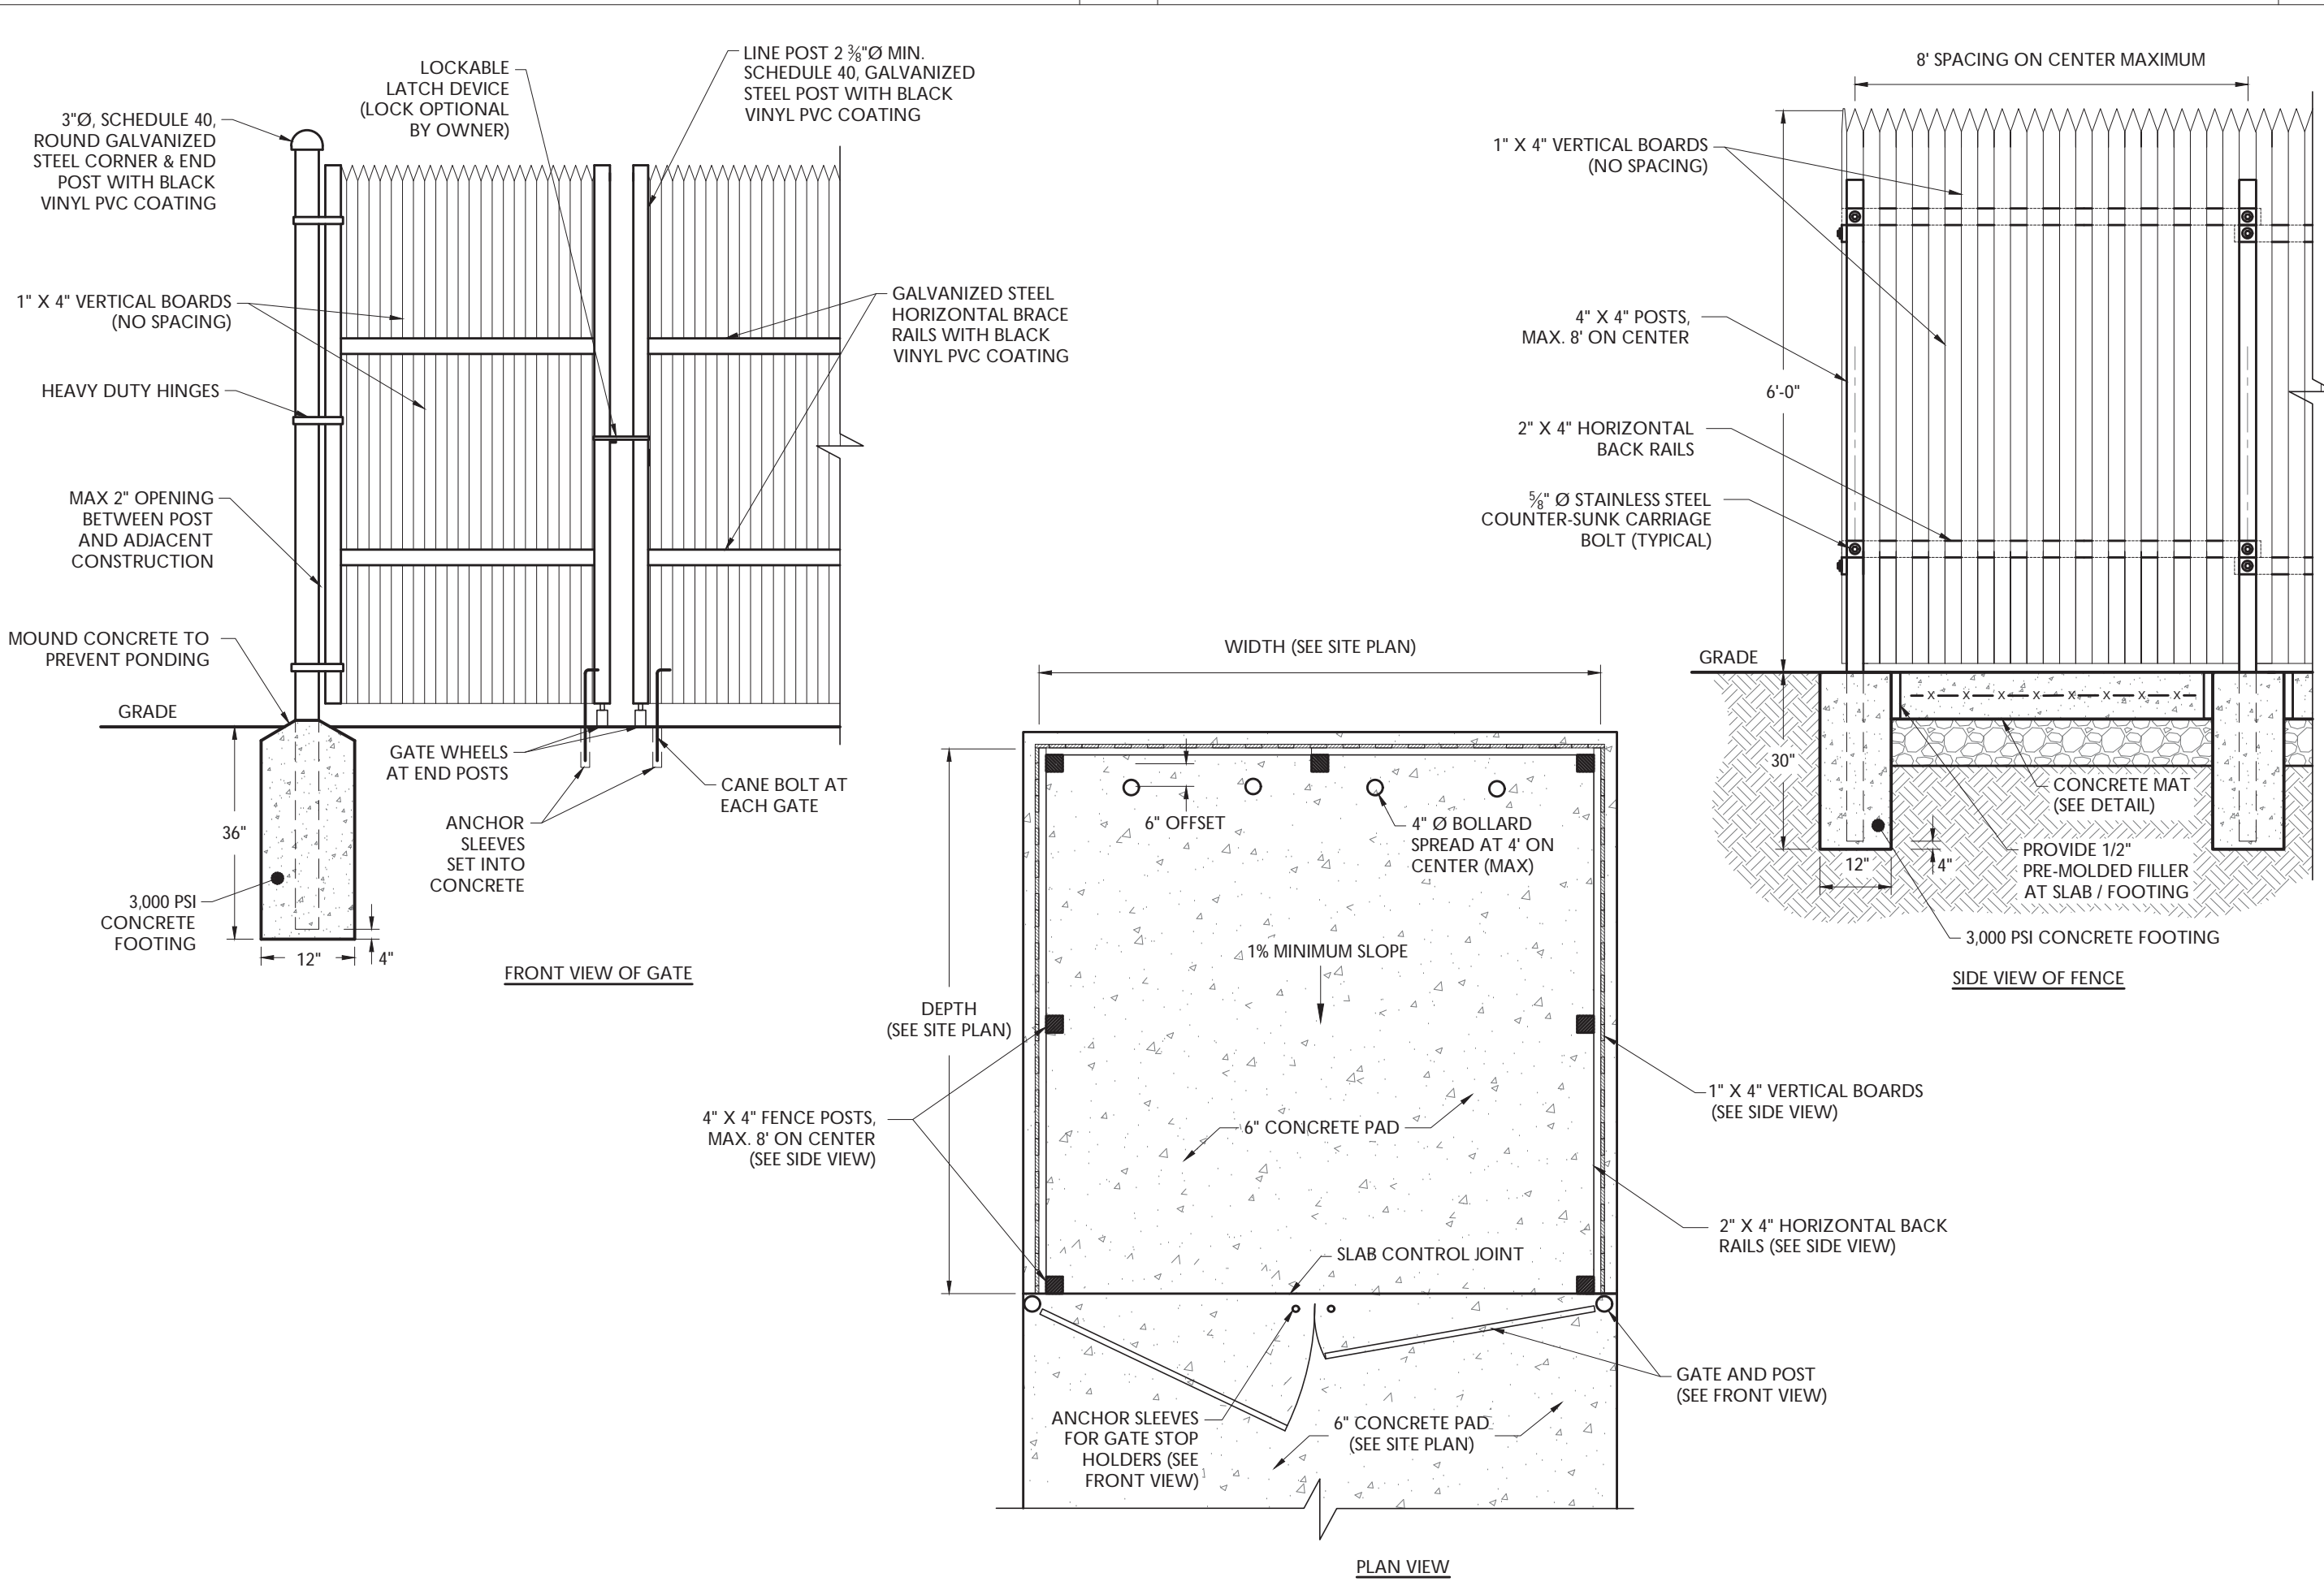 3"Ø, SCHEDULE 40,
ROUND GALVANIZED
STEEL CORNER & END
POST WITH BLACK
VINYL PVC COATING
LOCKABLE
LATCH DEVICE
(LOCK OPTIONAL
BY OWNER)
LINE POST 2 ⅜"Ø MIN.
SCHEDULE 40, GALVANIZED
STEEL POST WITH BLACK
VINYL PVC COATING
1" X 4" VERTICAL BOARDS
(NO SPACING)
GALVANIZED STEEL
HORIZONTAL BRACE
RAILS WITH BLACK
VINYL PVC COATING
HEAVY DUTY HINGES
MAX 2" OPENING
BETWEEN POST
AND ADJACENT
CONSTRUCTION
MOUND CONCRETE TO
PREVENT PONDING
GRADE
GATE WHEELS
AT END POSTS
CANE BOLT AT
EACH GATE
ANCHOR
SLEEVES
SET INTO
CONCRETE
36"
3,000 PSI
CONCRETE
FOOTING
12"
4"
FRONT VIEW OF GATE
WIDTH (SEE SITE PLAN)
6" OFFSET
4" Ø BOLLARD
SPREAD AT 4' ON
CENTER (MAX)
1% MINIMUM SLOPE
DEPTH
(SEE SITE PLAN)
4" X 4" FENCE POSTS,
MAX. 8' ON CENTER
(SEE SIDE VIEW)
6" CONCRETE PAD
1" X 4" VERTICAL BOARDS
(SEE SIDE VIEW)
2" X 4" HORIZONTAL BACK
RAILS (SEE SIDE VIEW)
SLAB CONTROL JOINT
GATE AND POST
(SEE FRONT VIEW)
ANCHOR SLEEVES
FOR GATE STOP
HOLDERS (SEE
FRONT VIEW)
6" CONCRETE PAD
(SEE SITE PLAN)
PLAN VIEW
8' SPACING ON CENTER MAXIMUM
1" X 4" VERTICAL BOARDS
(NO SPACING)
4" X 4" POSTS,
MAX. 8' ON CENTER
6'-0"
2" X 4" HORIZONTAL
BACK RAILS
⅝" Ø STAINLESS STEEL
COUNTER-SUNK CARRIAGE
BOLT (TYPICAL)
GRADE
X X X X X X X X
30"
CONCRETE MAT
(SEE DETAIL)
12"
4"
PROVIDE 1/2"
PRE-MOLDED FILLER
AT SLAB / FOOTING
3,000 PSI CONCRETE FOOTING
SIDE VIEW OF FENCE